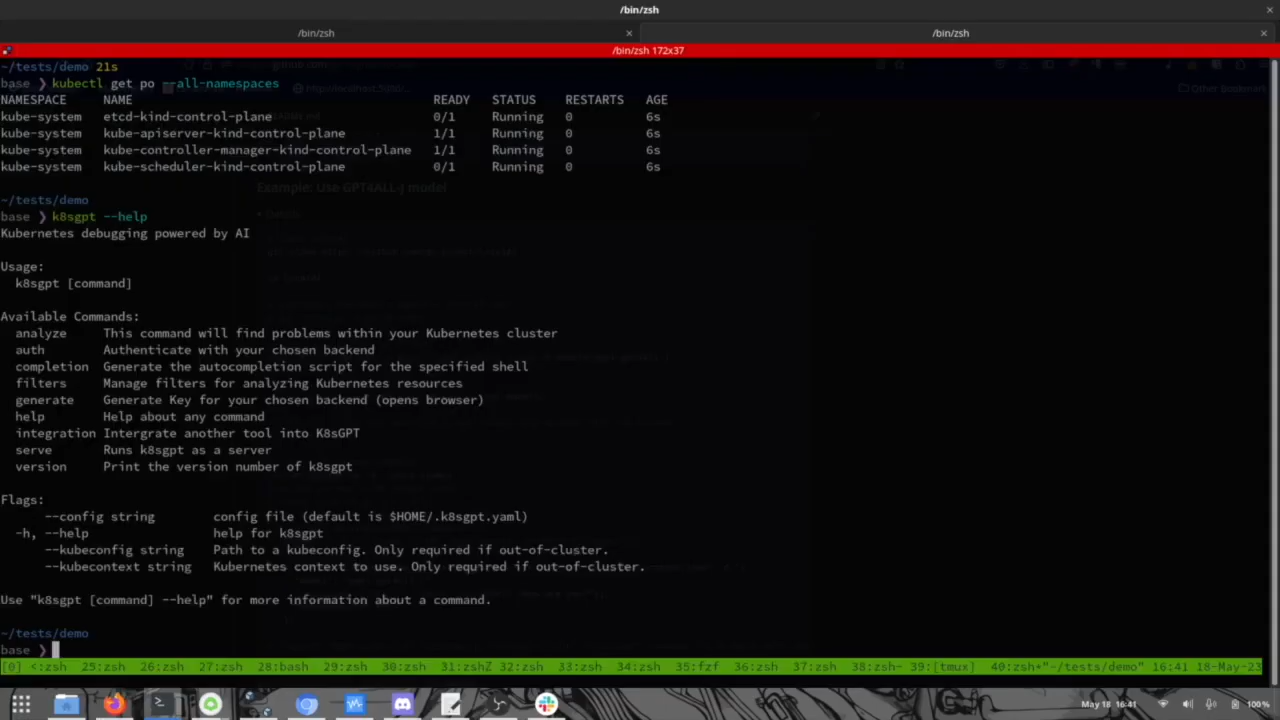 /bin/zsh
/bin/zsh
/bin/zsh
/bin/zsh 172x37
~/tests/demo 21s
base ❯ kubectl get po --all-namespaces
NAMESPACE NAME READY STATUS RESTARTS AGE
kube-system etcd-kind-control-plane 0/1 Running 0 6s
kube-system kube-apiserver-kind-control-plane 1/1 Running 0 6s
kube-system kube-controller-manager-kind-control-plane 1/1 Running 0 6s
kube-system kube-scheduler-kind-control-plane 0/1 Running 0 6s
Example: Use GPT4ALL-J model
~/tests/demo
base ❯ k8sgpt --help
Kubernetes debugging powered by AI
Usage:
k8sgpt [command]
Available Commands:
analyze This command will find problems within your Kubernetes cluster
auth Authenticate with your chosen backend
completion Generate the autocompletion script for the specified shell
filters Manage filters for analyzing Kubernetes resources
generate Generate Key for your chosen backend (opens browser)
help Help about any command
integration Intergrate another tool into K8sGPT
serve Runs k8sgpt as a server
version Print the version number of k8sgpt
Flags:
--config string config file (default is $HOME/.k8sgpt.yaml)
-h, --help help for k8sgpt
--kubeconfig string Path to a kubeconfig. Only required if out-of-cluster.
--kubecontext string Kubernetes context to use. Only required if out-of-cluster.
Use "k8sgpt [command] --help" for more information about a command.
~/tests/demo
base ❯
[0] <:zsh 25:zsh 26:zsh 27:zsh 28:bash 29:zsh 30:zsh 31:zshZ 32:zsh 33:zsh 34:zsh 35:fzf 36:zsh 37:zsh 38:zsh- 39:[tmux] 40:zsh*"~/tests/demo" 16:41 18-May-23
May 18 16:41 100 %